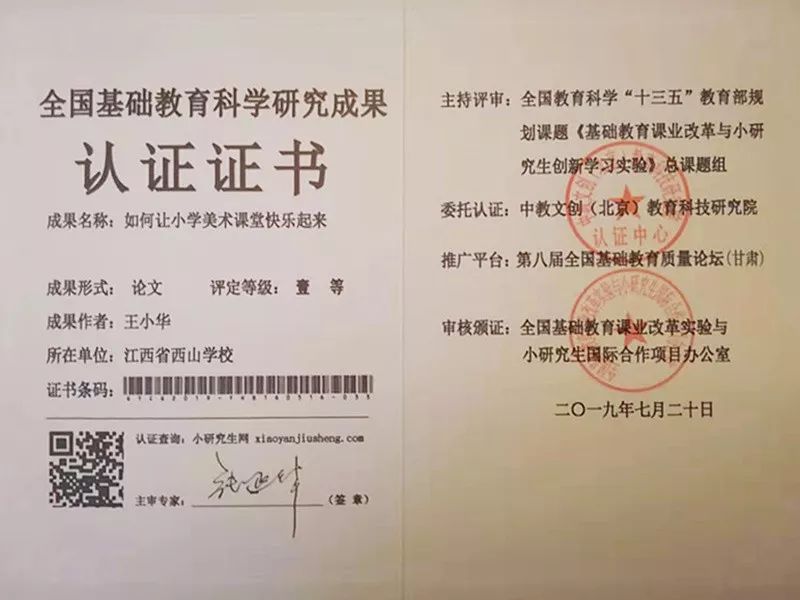 全国基础教育科学研究成果
认证证书
成果名称：如何让小学美术课堂快乐起来
成果形式：论文 评定等级：壹 等
成果作者：王小华
所在单位：江西省西山学校
证书条码：
认证查询：小研究生网 xiaoyanjiusheng.com
主审专家： （签 章）
主持评审：全国教育科学“十三五”教育部规
划课题《基础教育课业改革与小研
究生创新学习实验》总课题组
委托认证：中教文创（北京）教育科技研究院
认证中心
推广平台：第八届全国基础教育质量论坛(甘肃)
审核颁证：全国基础教育课业改革实验与
小研究生国际合作项目办公室
二〇一九年七月二十日